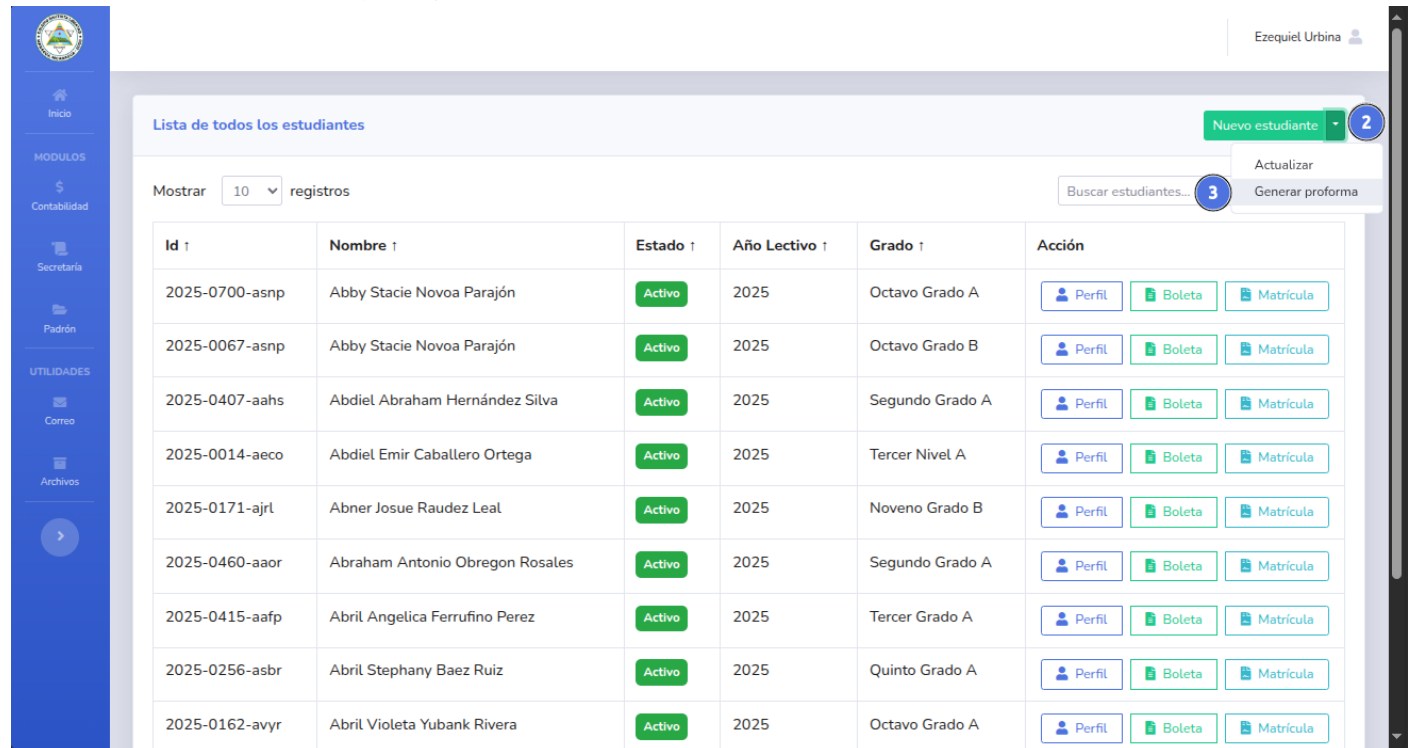 Ezequiel Urbina
Inicio
MODULOS
Contabilidad
Secretaría
Padrón
UTILIDADES
Correo
Archivos
Lista de todos los estudiantes
Nuevo estudiante 2
Actualizar
3 Generar proforma
Mostrar 10 registros
Buscar estudiantes...
Id ↑ Nombre ↑ Estado ↑ Año Lectivo ↑ Grado ↑ Acción
2025-0700-asnp Abby Stacie Novoa Parajón Activo 2025 Octavo Grado A Perfil Boleta Matrícula
2025-0067-asnp Abby Stacie Novoa Parajón Activo 2025 Octavo Grado B Perfil Boleta Matrícula
2025-0407-aahs Abdiel Abraham Hernández Silva Activo 2025 Segundo Grado A Perfil Boleta Matrícula
2025-0014-aeco Abdiel Emir Caballero Ortega Activo 2025 Tercer Nivel A Perfil Boleta Matrícula
2025-0171-ajrl Abner Josue Raudez Leal Activo 2025 Noveno Grado B Perfil Boleta Matrícula
2025-0460-aaor Abraham Antonio Obregon Rosales Activo 2025 Segundo Grado A Perfil Boleta Matrícula
2025-0415-aafp Abril Angelica Ferrufino Perez Activo 2025 Tercer Grado A Perfil Boleta Matrícula
2025-0256-asbr Abril Stephany Baez Ruiz Activo 2025 Quinto Grado A Perfil Boleta Matrícula
2025-0162-avyr Abril Violeta Yubank Rivera Activo 2025 Octavo Grado A Perfil Boleta Matrícula